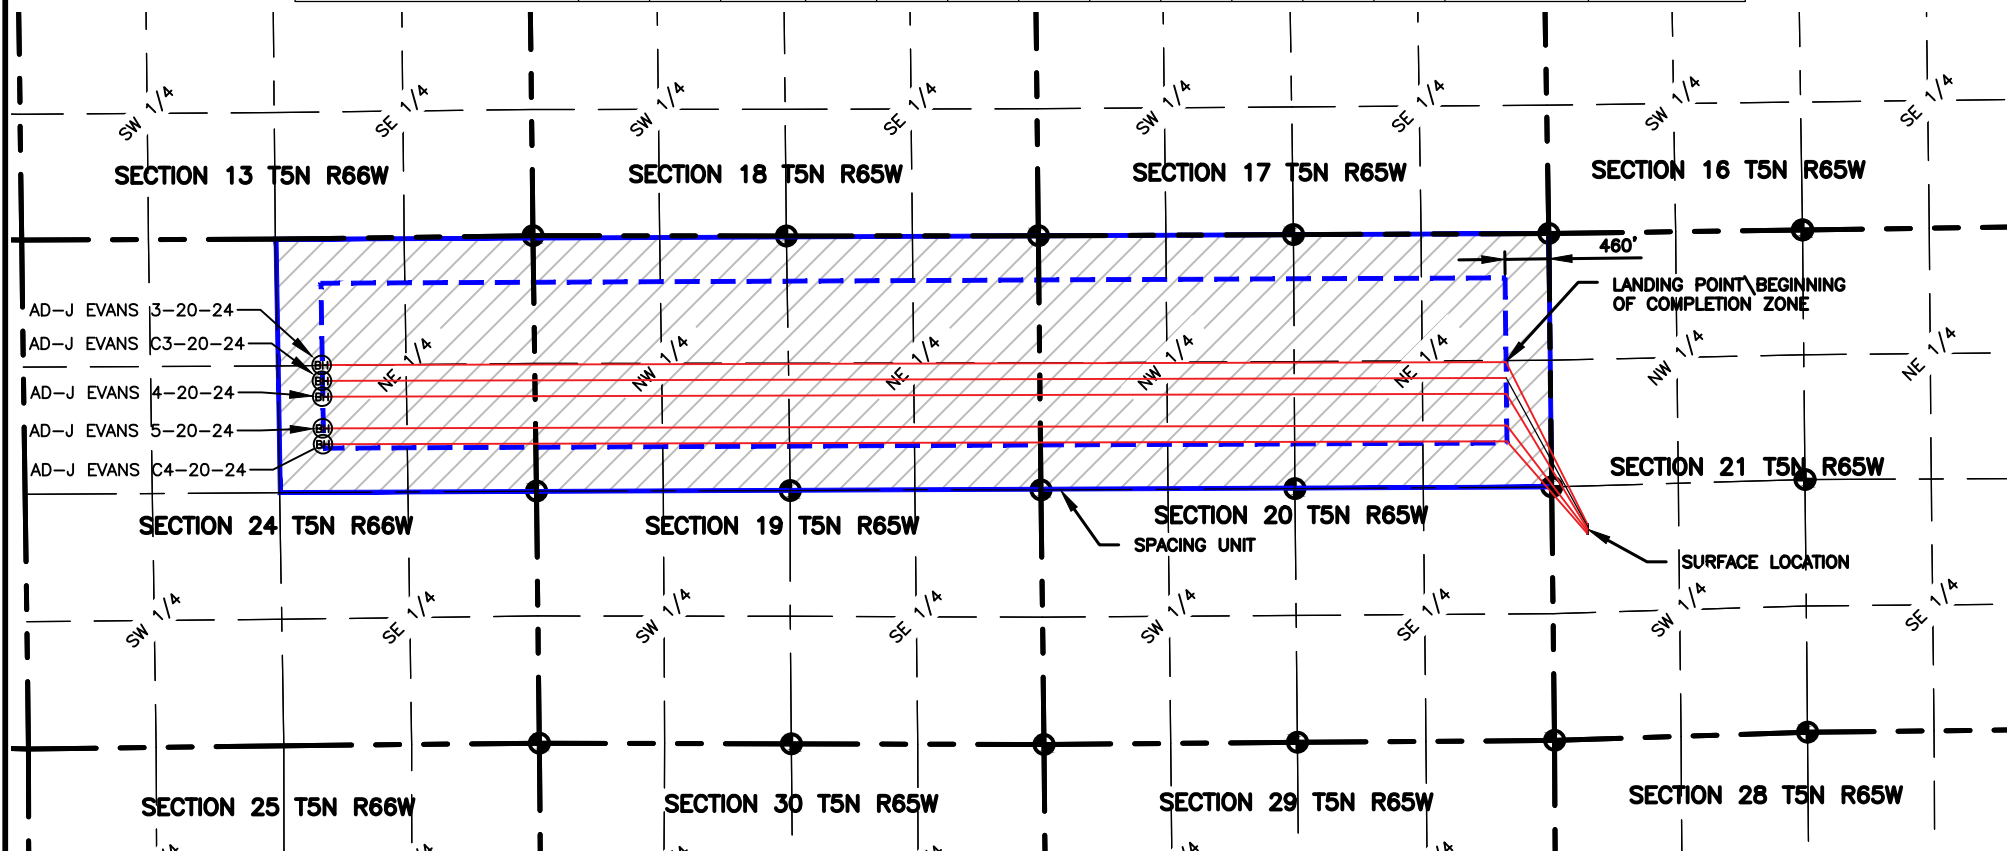 SW 1/4
SE 1/4
SW 1/4
SE 1/4
SW 1/4
SE 1/4
SW 1/4
SE 1/4
SECTION 13 T5N R66W
SECTION 18 T5N R65W
SECTION 17 T5N R65W
SECTION 16 T5N R65W
460'
LANDING POINT\BEGINNING
OF COMPLETION ZONE
AD-J EVANS 3-20-24
AD-J EVANS C3-20-24
AD-J EVANS 4-20-24
AD-J EVANS 5-20-24
AD-J EVANS C4-20-24
BH
BH
BH
BH
BH
NE 1/4
NW 1/4
NE 1/4
NW 1/4
NE 1/4
NW 1/4
NE 1/4
SECTION 21 T5N R65W
SECTION 24 T5N R66W
SECTION 19 T5N R65W
SECTION 20 T5N R65W
SPACING UNIT
SURFACE LOCATION
SW 1/4
SE 1/4
SW 1/4
SE 1/4
SW 1/4
SE 1/4
SW 1/4
SE 1/4
SECTION 25 T5N R66W
SECTION 30 T5N R65W
SECTION 29 T5N R65W
SECTION 28 T5N R65W